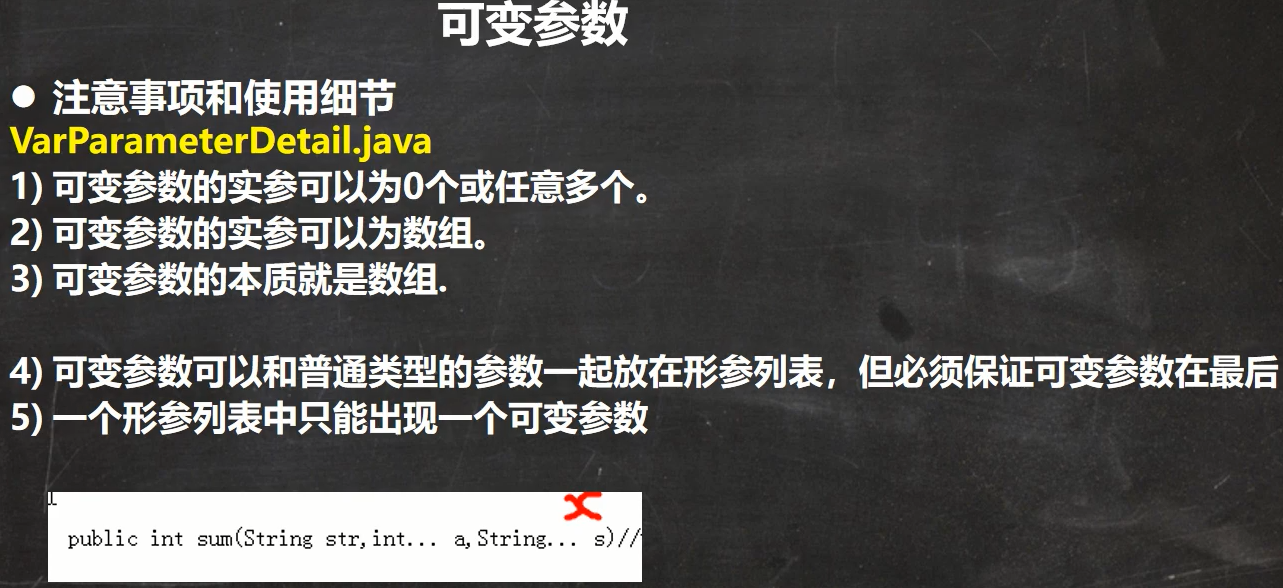 可变参数
● 注意事项和使用细节
VarParameterDetail.java
1) 可变参数的实参可以为0个或任意多个。
2) 可变参数的实参可以为数组。
3) 可变参数的本质就是数组.
4) 可变参数可以和普通类型的参数一起放在形参列表，但必须保证可变参数在最后
5) 一个形参列表中只能出现一个可变参数
public int sum(String str,int... a,String... s)//